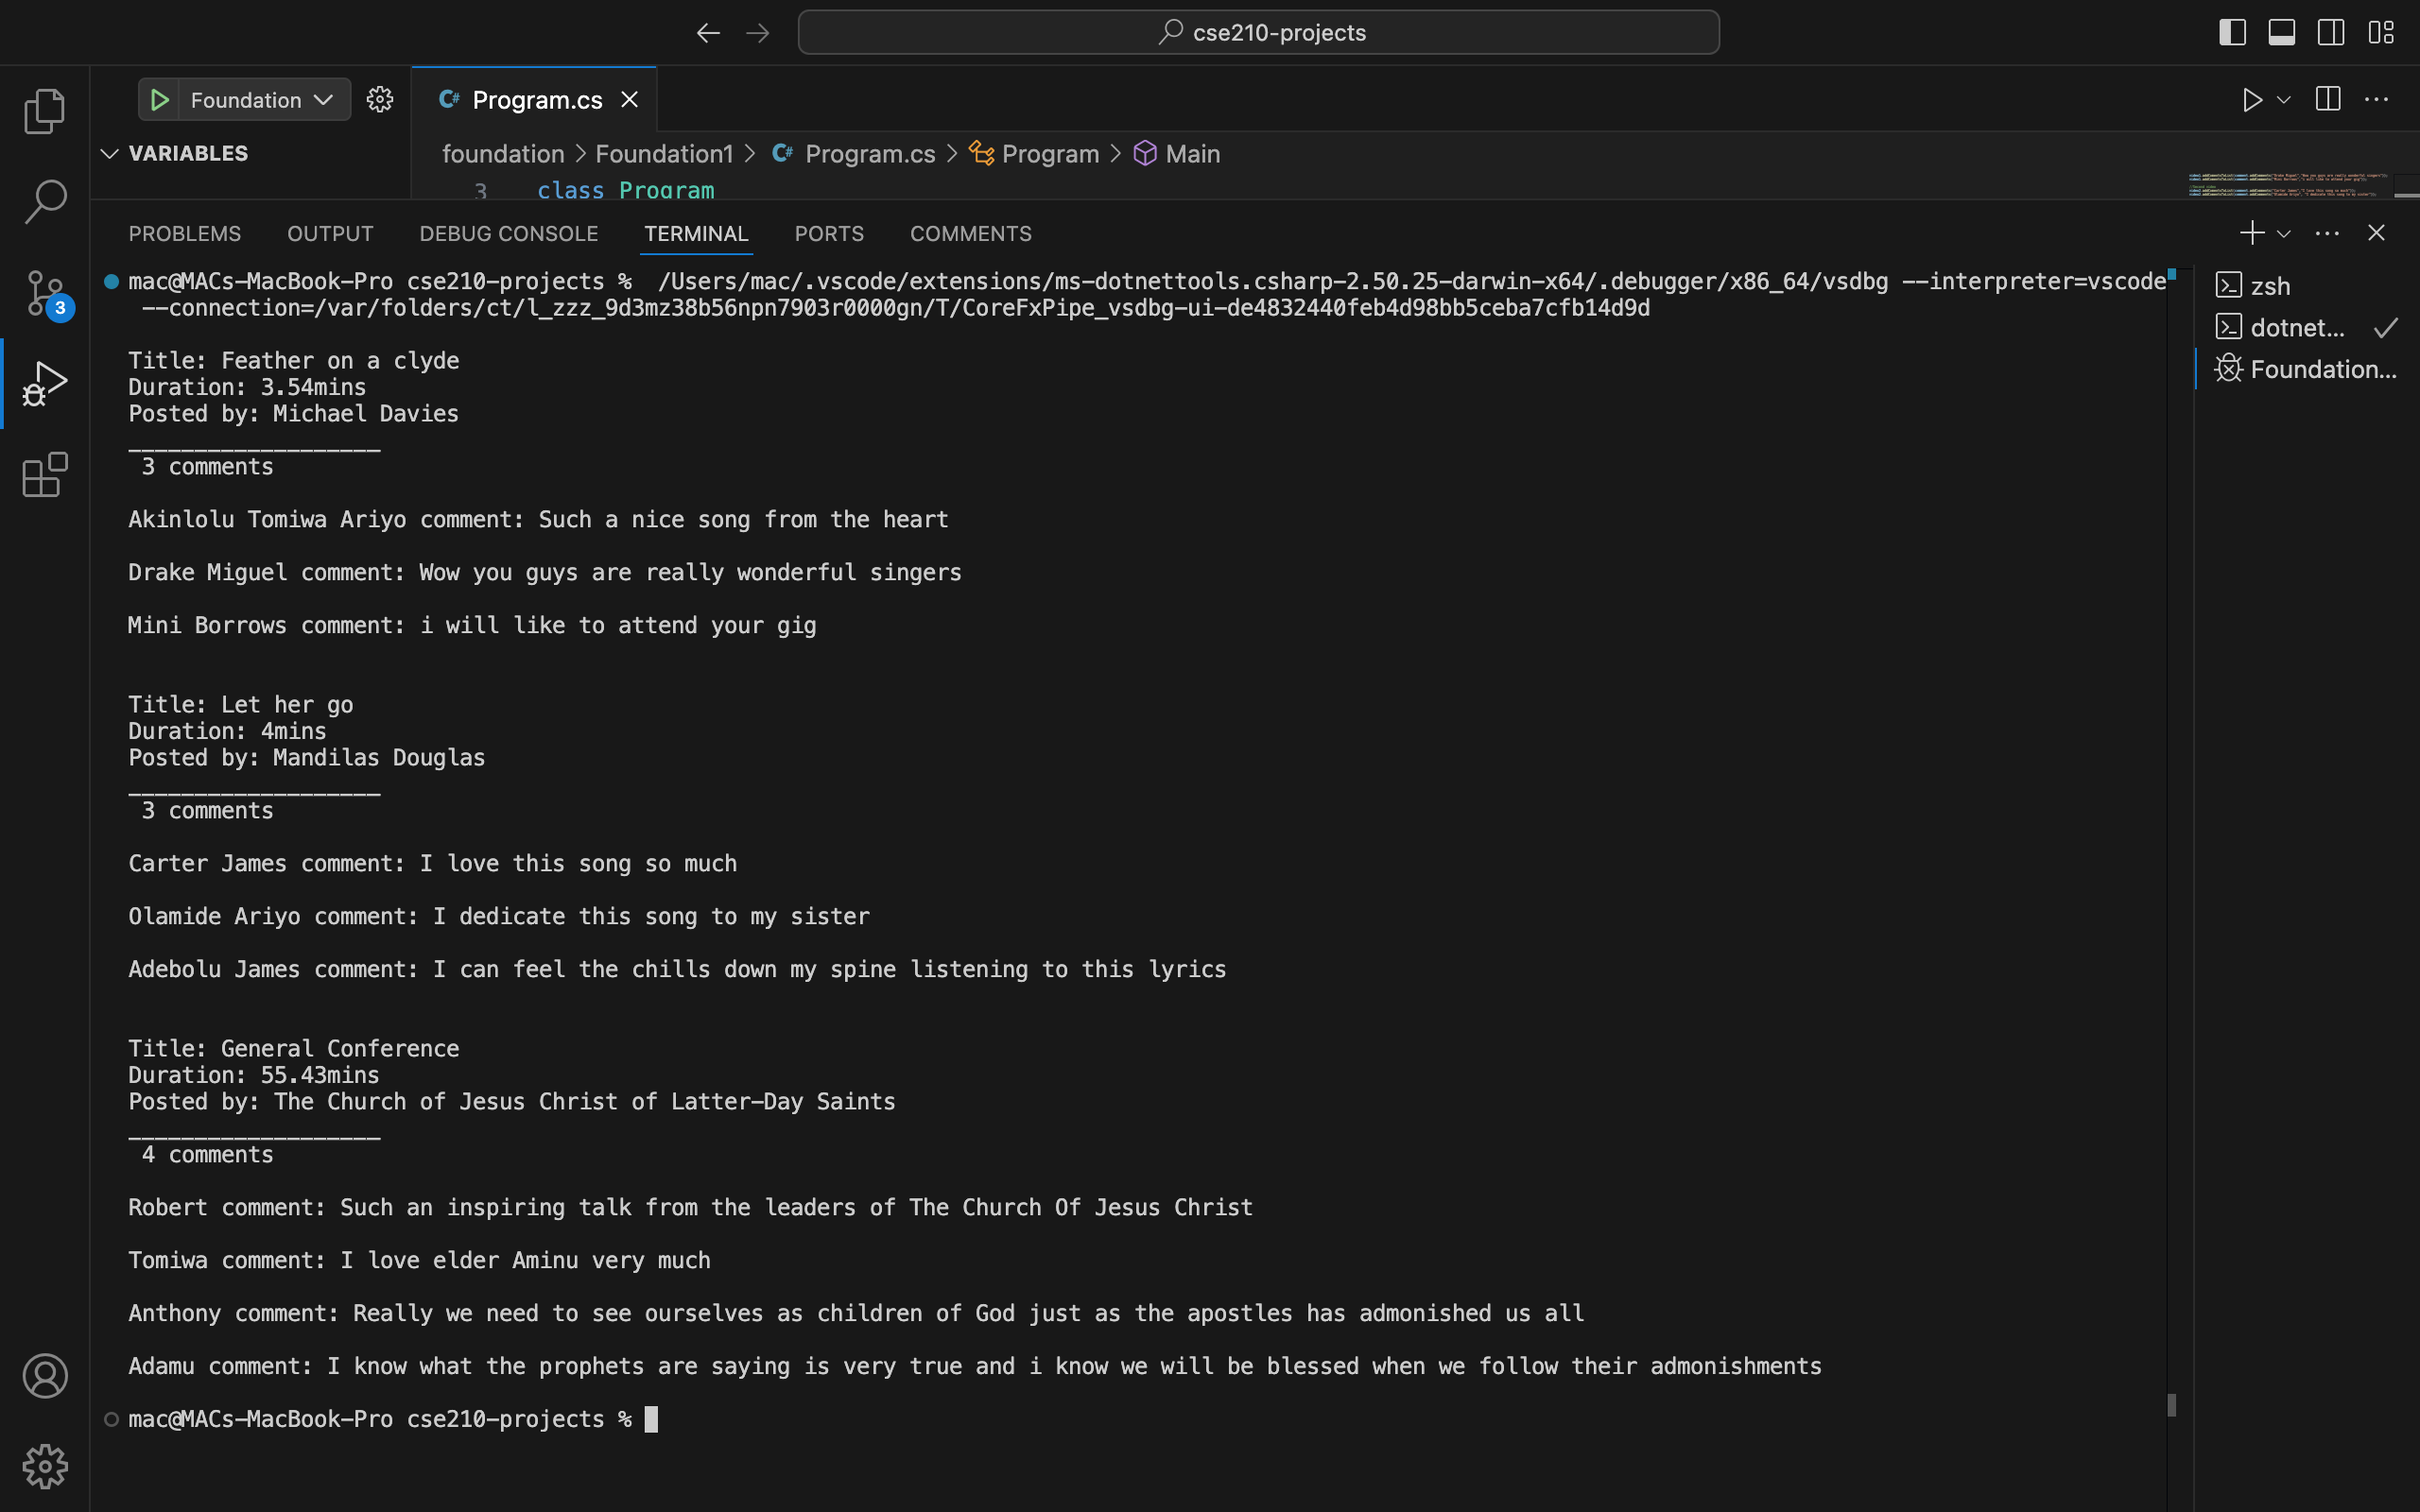 cse210-projects
Foundation
C# Program.cs
VARIABLES
foundation > Foundation1 > C# Program.cs > Program > Main
3 class Program
PROBLEMS OUTPUT DEBUG CONSOLE TERMINAL PORTS COMMENTS
mac@MACs-MacBook-Pro cse210-projects % /Users/mac/.vscode/extensions/ms-dotnettools.csharp-2.50.25-darwin-x64/.debugger/x86_64/vsdbg --interpreter=vscode
--connection=/var/folders/ct/l_zzz_9d3mz38b56npn7903r0000gn/T/CoreFxPipe_vsdbg-ui-de4832440feb4d98bb5ceba7cfb14d9d
zsh
dotnet...
Foundation...
3
Title: Feather on a clyde
Duration: 3.54mins
Posted by: Michael Davies
___________________
3 comments
Akinlolu Tomiwa Ariyo comment: Such a nice song from the heart
Drake Miguel comment: Wow you guys are really wonderful singers
Mini Borrows comment: i will like to attend your gig
Title: Let her go
Duration: 4mins
Posted by: Mandilas Douglas
___________________
3 comments
Carter James comment: I love this song so much
Olamide Ariyo comment: I dedicate this song to my sister
Adebolu James comment: I can feel the chills down my spine listening to this lyrics
Title: General Conference
Duration: 55.43mins
Posted by: The Church of Jesus Christ of Latter-Day Saints
___________________
4 comments
Robert comment: Such an inspiring talk from the leaders of The Church Of Jesus Christ
Tomiwa comment: I love elder Aminu very much
Anthony comment: Really we need to see ourselves as children of God just as the apostles has admonished us all
Adamu comment: I know what the prophets are saying is very true and i know we will be blessed when we follow their admonishments
mac@MACs-MacBook-Pro cse210-projects %